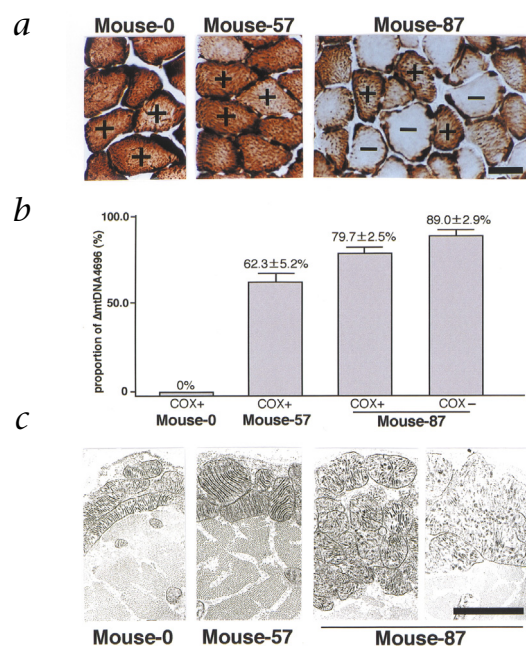 a
Mouse-0 Mouse-57 Mouse-87
+ + +
+ + +
+ + + − − − −
b
proportion of ΔmtDNA4696 (%)
100.0
50.0
0
0%
62.3±5.2%
79.7±2.5%
89.0±2.9%
COX+ COX+ COX+ COX−
Mouse-0 Mouse-57 Mouse-87
c
Mouse-0 Mouse-57 Mouse-87